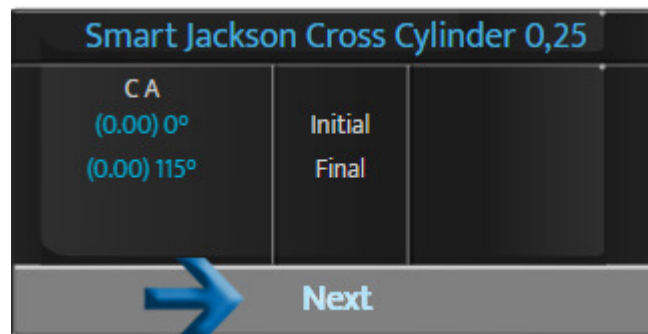 Smart Jackson Cross Cylinder 0,25
C A
(0.00) 0º Initial
(0.00) 115º Final
Next